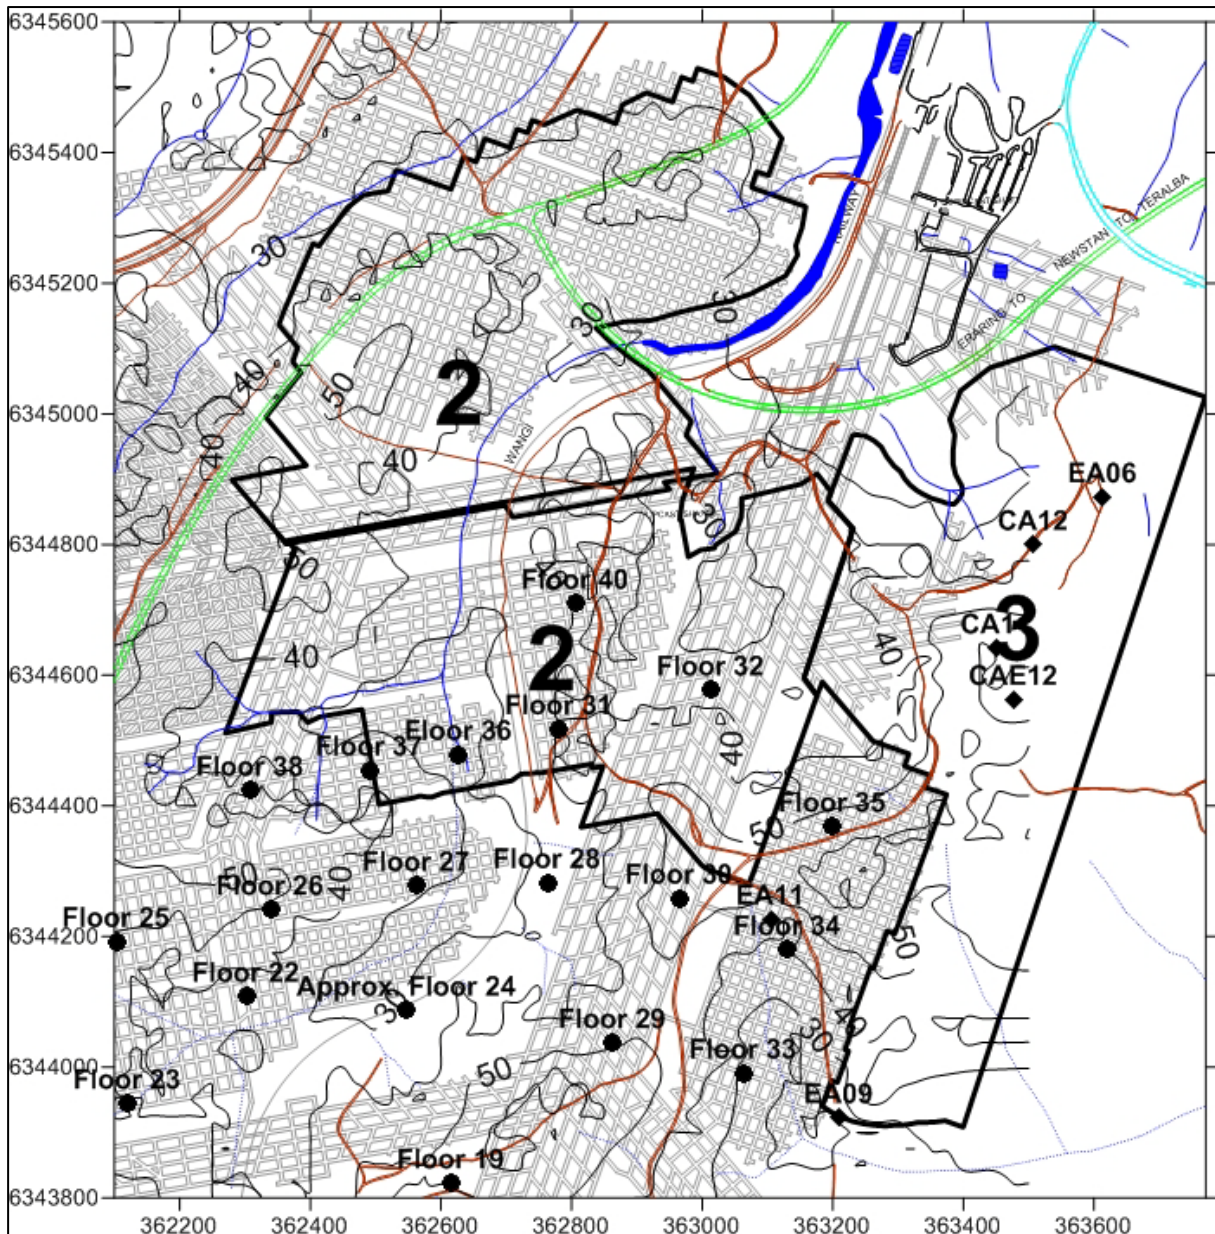 6345600
6345400
NEWSTAN TO TERALBA
RAILWAY
30
6345200
30
30
ERARING TO
50
40
2
6345000
WANGI
40
40
EA06
30
CA12
6344800
50
Floor 40
40
CA1
3
40
2
Floor 32
6344600
CAE12
Floor 31
Floor 36
40
Floor 37
Floor 38
6344400
Floor 35
50
Floor 27
Floor 28
50
Floor 26
40
Floor 30
EA11
Floor 25
Floor 34
6344200
50
Floor 22
Approx. Floor 24
30
Floor 29
40
30
Floor 33
6344000
50
Floor 23
EA09
Floor 19
6343800
362200
362400
362600
362800
363000
363200
363400
363600